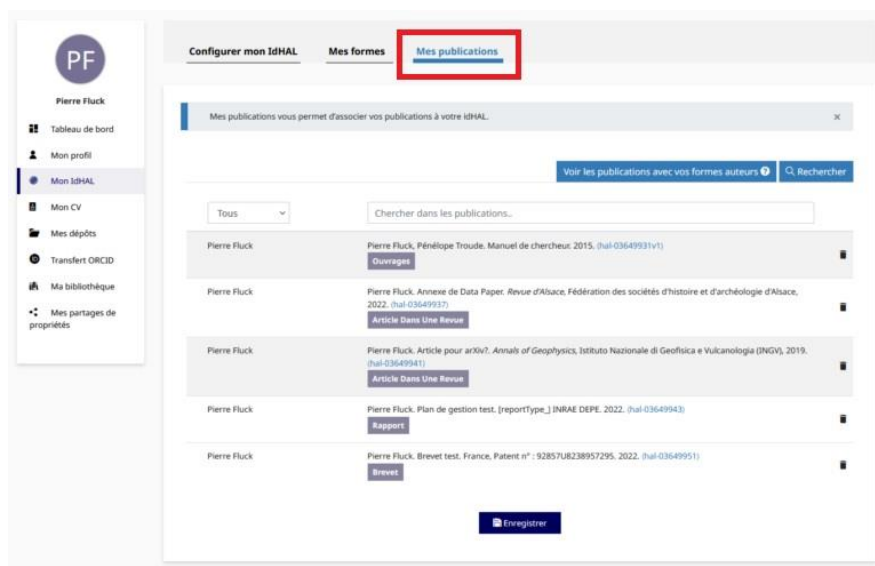 Configurer mon IdHAL
Mes formes
Mes publications
PF
Pierre Fluck
Tableau de bord
Mon profil
Mon IdHAL
Mon CV
Mes dépôts
Transfert ORCID
Ma bibliothèque
Mes partages de
propriétés
Mes publications vous permet d'associer vos publications à votre idHAL.
×
Voir les publications avec vos formes auteurs ?
Rechercher
Tous
Chercher dans les publications..
Pierre Fluck
Pierre Fluck, Pénélope Troude. Manuel de chercheur. 2015. ⟨hal-03649931v1⟩
Ouvrages
Pierre Fluck
Pierre Fluck. Annexe de Data Paper. Revue d'Alsace, Fédération des sociétés d'histoire et d'archéologie d'Alsace,
2022. ⟨hal-03649937⟩
Article Dans Une Revue
Pierre Fluck
Pierre Fluck. Article pour arXiv?. Annals of Geophysics, Istituto Nazionale di Geofisica e Vulcanologia (INGV), 2019.
⟨hal-03649941⟩
Article Dans Une Revue
Pierre Fluck
Pierre Fluck. Plan de gestion test. [reportType_] INRAE DEPE. 2022. ⟨hal-03649943⟩
Rapport
Pierre Fluck
Pierre Fluck. Brevet test. France, Patent n° : 92857U8238957295. 2022. ⟨hal-03649951⟩
Brevet
Enregistrer